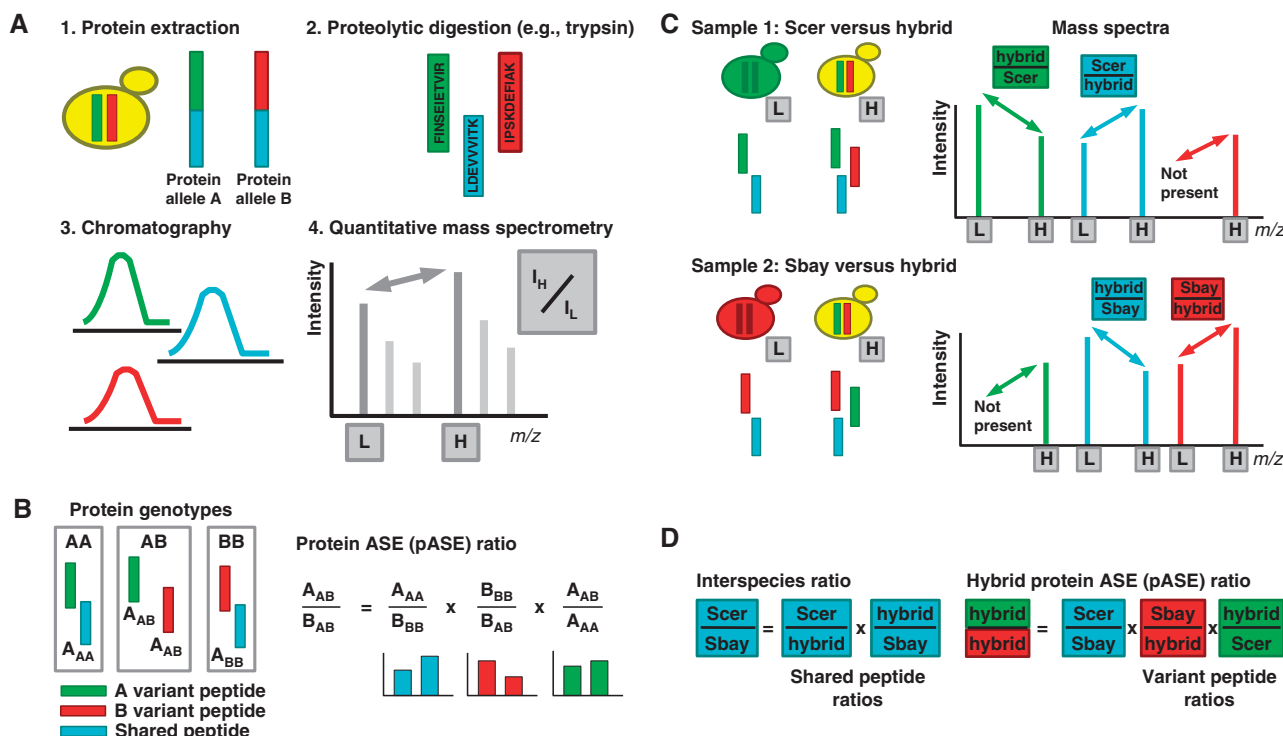 A
1. Protein extraction
Protein
allele A
Protein
allele B
2. Proteolytic digestion (e.g., trypsin)
FINSEIETVIR
LDEVVVITK
IPSKDEFIAK
3. Chromatography
4. Quantitative mass spectrometry
Intensity
I_H
I_L
L
H
m/z
B
Protein genotypes
AA
AB
BB
A_AA
A_AB
A_AB
A_BB
A variant peptide
B variant peptide
Shared peptide
Protein ASE (pASE) ratio
A_AB A_AA B_BB A_AB
= x x
B_AB B_BB B_AB A_AA
C
Sample 1: Scer versus hybrid
L
H
Mass spectra
hybrid
Scer
Scer
hybrid
Intensity
Not
present
L H L H H m/z
Sample 2: Sbay versus hybrid
L
H
hybrid
Sbay
Sbay
hybrid
Intensity
Not
present
H L H L H m/z
D
Interspecies ratio
Scer Scer hybrid
= x
Sbay hybrid Sbay
Shared peptide
ratios
Hybrid protein ASE (pASE) ratio
hybrid Scer Sbay hybrid
= x x
hybrid Sbay hybrid Scer
Variant peptide
ratios